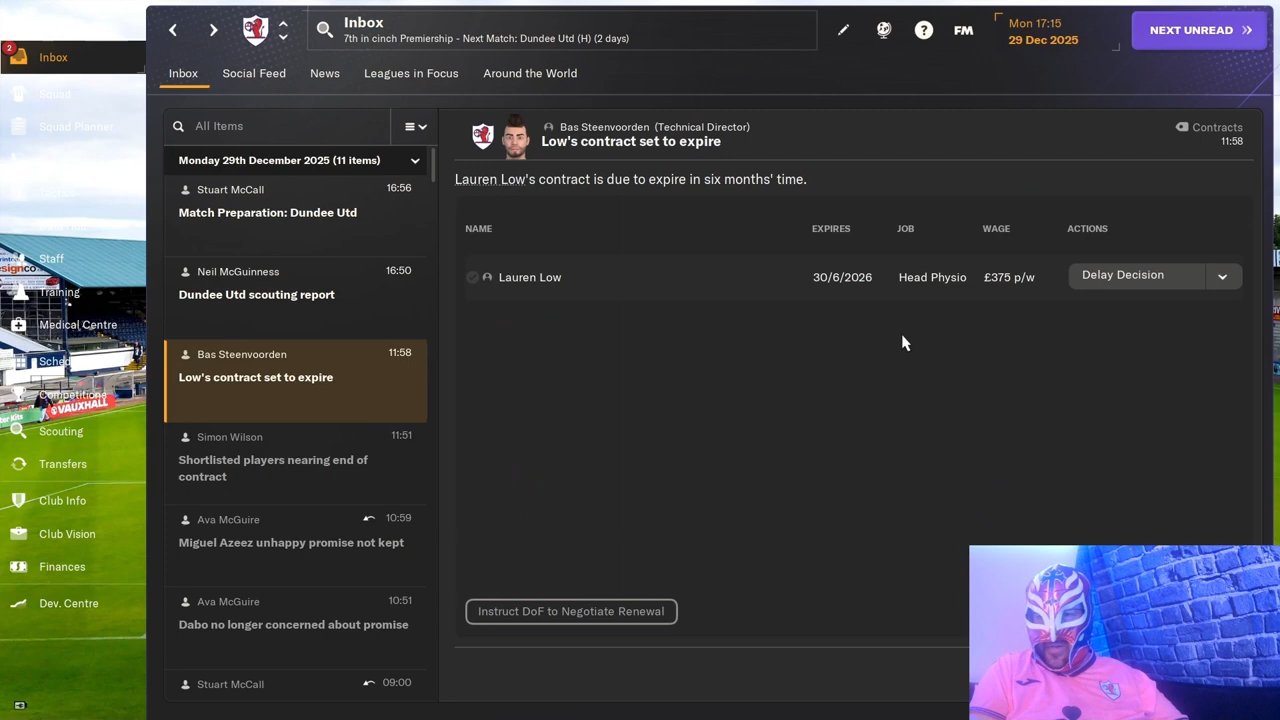 Inbox
7th in cinch Premiership - Next Match: Dundee Utd (H) (2 days)
FM
Mon 17:15
29 Dec 2025
NEXT UNREAD
2
Inbox
Squad
Squad Planner
Staff
Training
Medical Centre
Sched
Competitions
Scouting
Transfers
Club Info
Club Vision
Finances
Dev. Centre
VAUXHALL
Inbox
Social Feed
News
Leagues in Focus
Around the World
All Items
Monday 29th December 2025 (11 items)
Stuart McCall 16:56
Match Preparation: Dundee Utd
Neil McGuinness 16:50
Dundee Utd scouting report
Bas Steenvoorden 11:58
Low's contract set to expire
Simon Wilson 11:51
Shortlisted players nearing end of
contract
Ava McGuire 10:59
Miguel Azeez unhappy promise not kept
Ava McGuire 10:51
Dabo no longer concerned about promise
Stuart McCall 09:00
Bas Steenvoorden (Technical Director)
Low's contract set to expire
Contracts
11:58
Lauren Low's contract is due to expire in six months' time.
NAME EXPIRES JOB WAGE ACTIONS
Lauren Low 30/6/2026 Head Physio £375 p/w Delay Decision
Instruct DoF to Negotiate Renewal